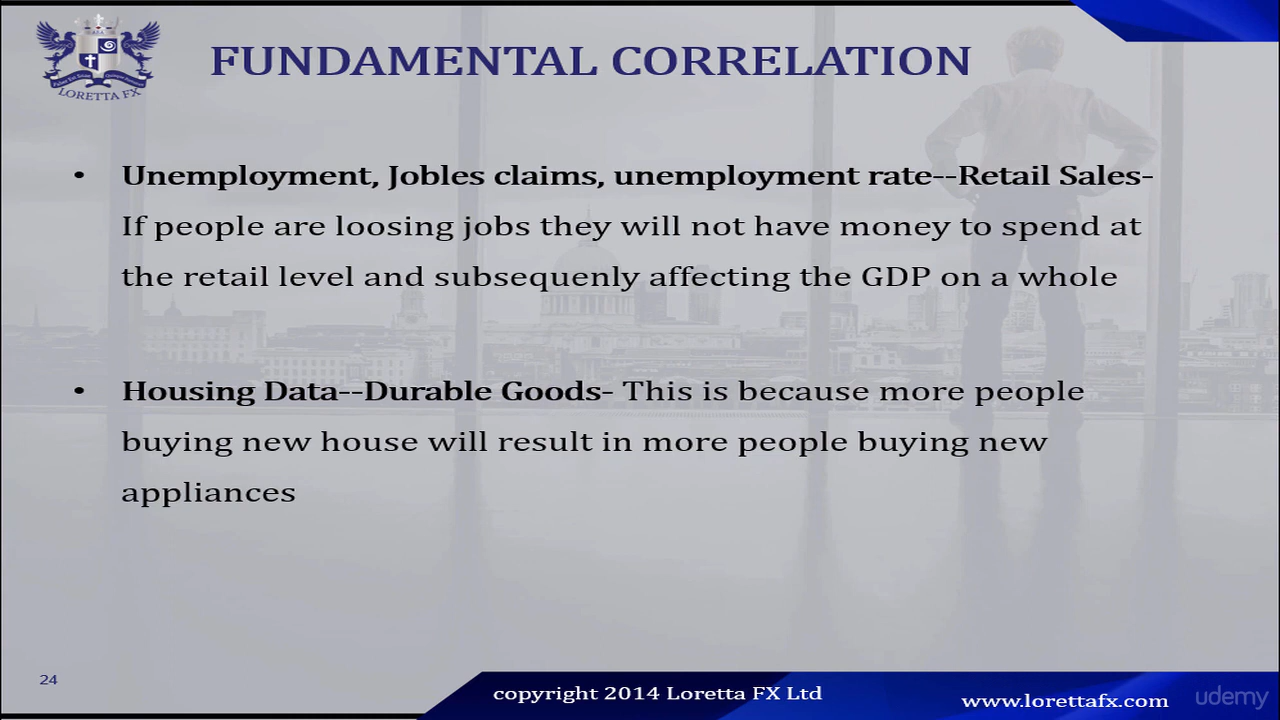 LORETTA FX
FUNDAMENTAL CORRELATION
• Unemployment, Jobles claims, unemployment rate--Retail Sales-
If people are loosing jobs they will not have money to spend at
the retail level and subsequenly affecting the GDP on a whole
• Housing Data--Durable Goods- This is because more people
buying new house will result in more people buying new
appliances
24
copyright 2014 Loretta FX Ltd
www.lorettafx.com
udemy